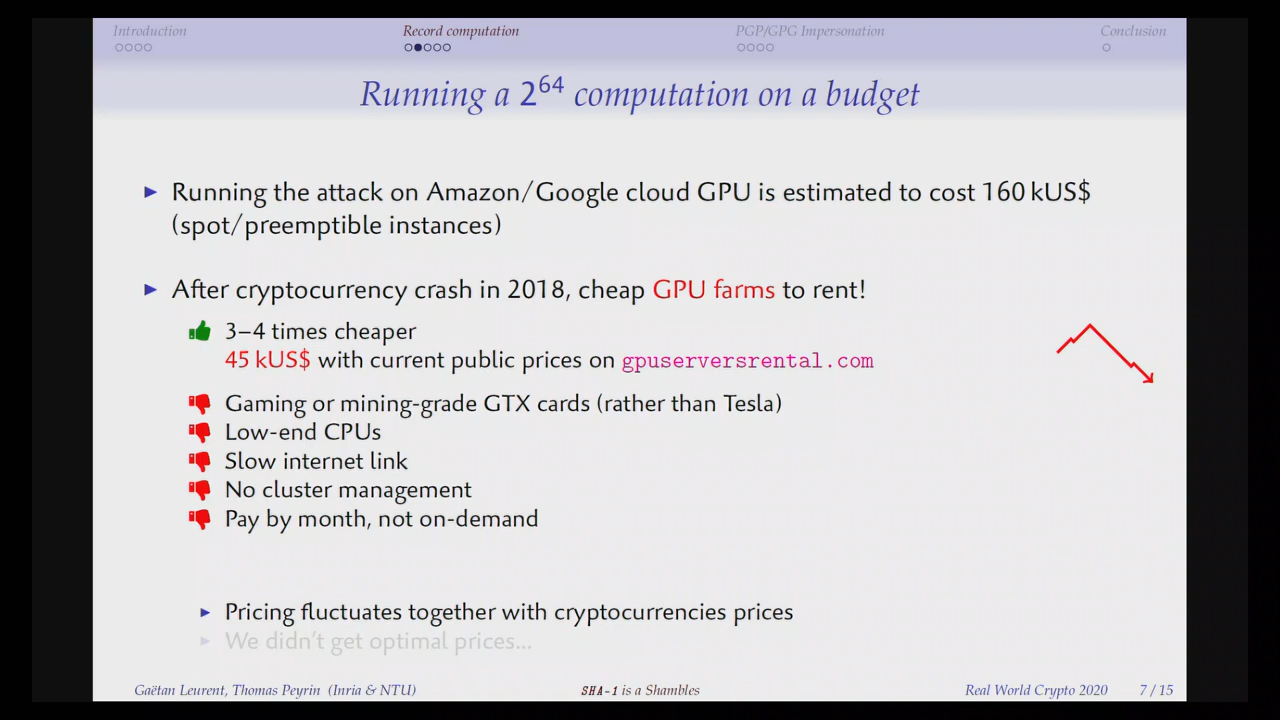 Introduction
Record computation
PGP/GPG Impersonation
Conclusion
Running a 2^64 computation on a budget
Running the attack on Amazon/Google cloud GPU is estimated to cost 160 kUS$
(spot/preemptible instances)
After cryptocurrency crash in 2018, cheap GPU farms to rent!
3–4 times cheaper
45 kUS$ with current public prices on gpuserversrental.com
Gaming or mining-grade GTX cards (rather than Tesla)
Low-end CPUs
Slow internet link
No cluster management
Pay by month, not on-demand
Pricing fluctuates together with cryptocurrencies prices
We didn't get optimal prices...
Gaëtan Leurent, Thomas Peyrin (Inria & NTU)
SHA-1 is a Shambles
Real World Crypto 2020 7 / 15